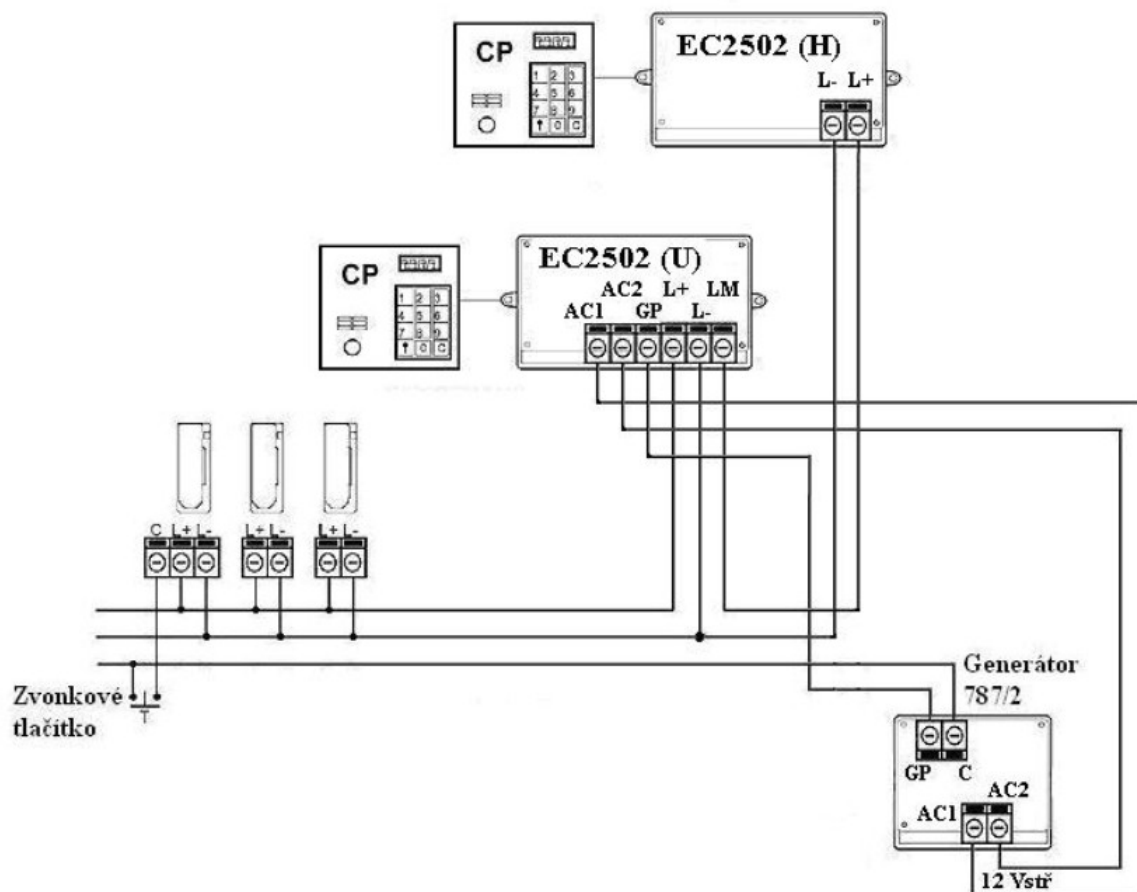 CP
1 2 3
4 5 6
7 8 9
0 C
EC2502 (H)
L- L+
CP
1 2 3
4 5 6
7 8 9
0 C
EC2502 (U)
AC2 L+ LM
AC1 GP L-
C L+ L- L+ L- L+ L-
Zvonkové
tlačítko
Generátor
787/2
GP C
AC2
AC1
12 Vstř